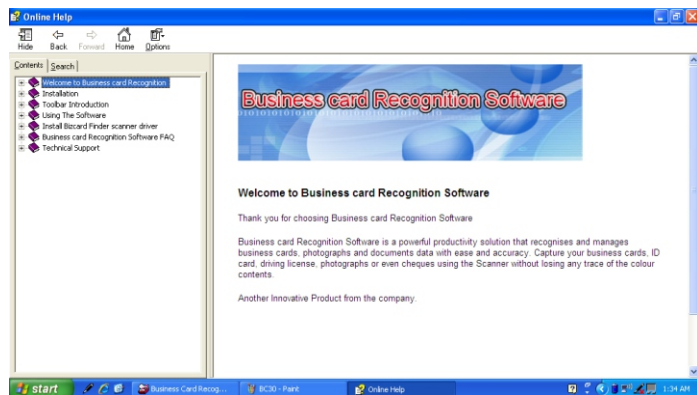 Online Help
Hide Back Forward Home Options
Contents Search
Welcome to Business card Recognition
Installation
Toolbar Introduction
Using The Software
Install Bizcard Finder scanner driver
Business card Recognition Software FAQ
Technical Support
Business card Recognition Software
Welcome to Business card Recognition Software
Thank you for choosing Business card Recognition Software
Business card Recognition Software is a powerful productivity solution that recognises and manages
business cards, photographs and documents data with ease and accuracy. Capture your business cards, ID
card, driving license, photographs or even cheques using the Scanner without losing any trace of the colour
contents.
Another Innovative Product from the company.
start Business Card Recog... BC30 - Paint Online Help 1:34 AM